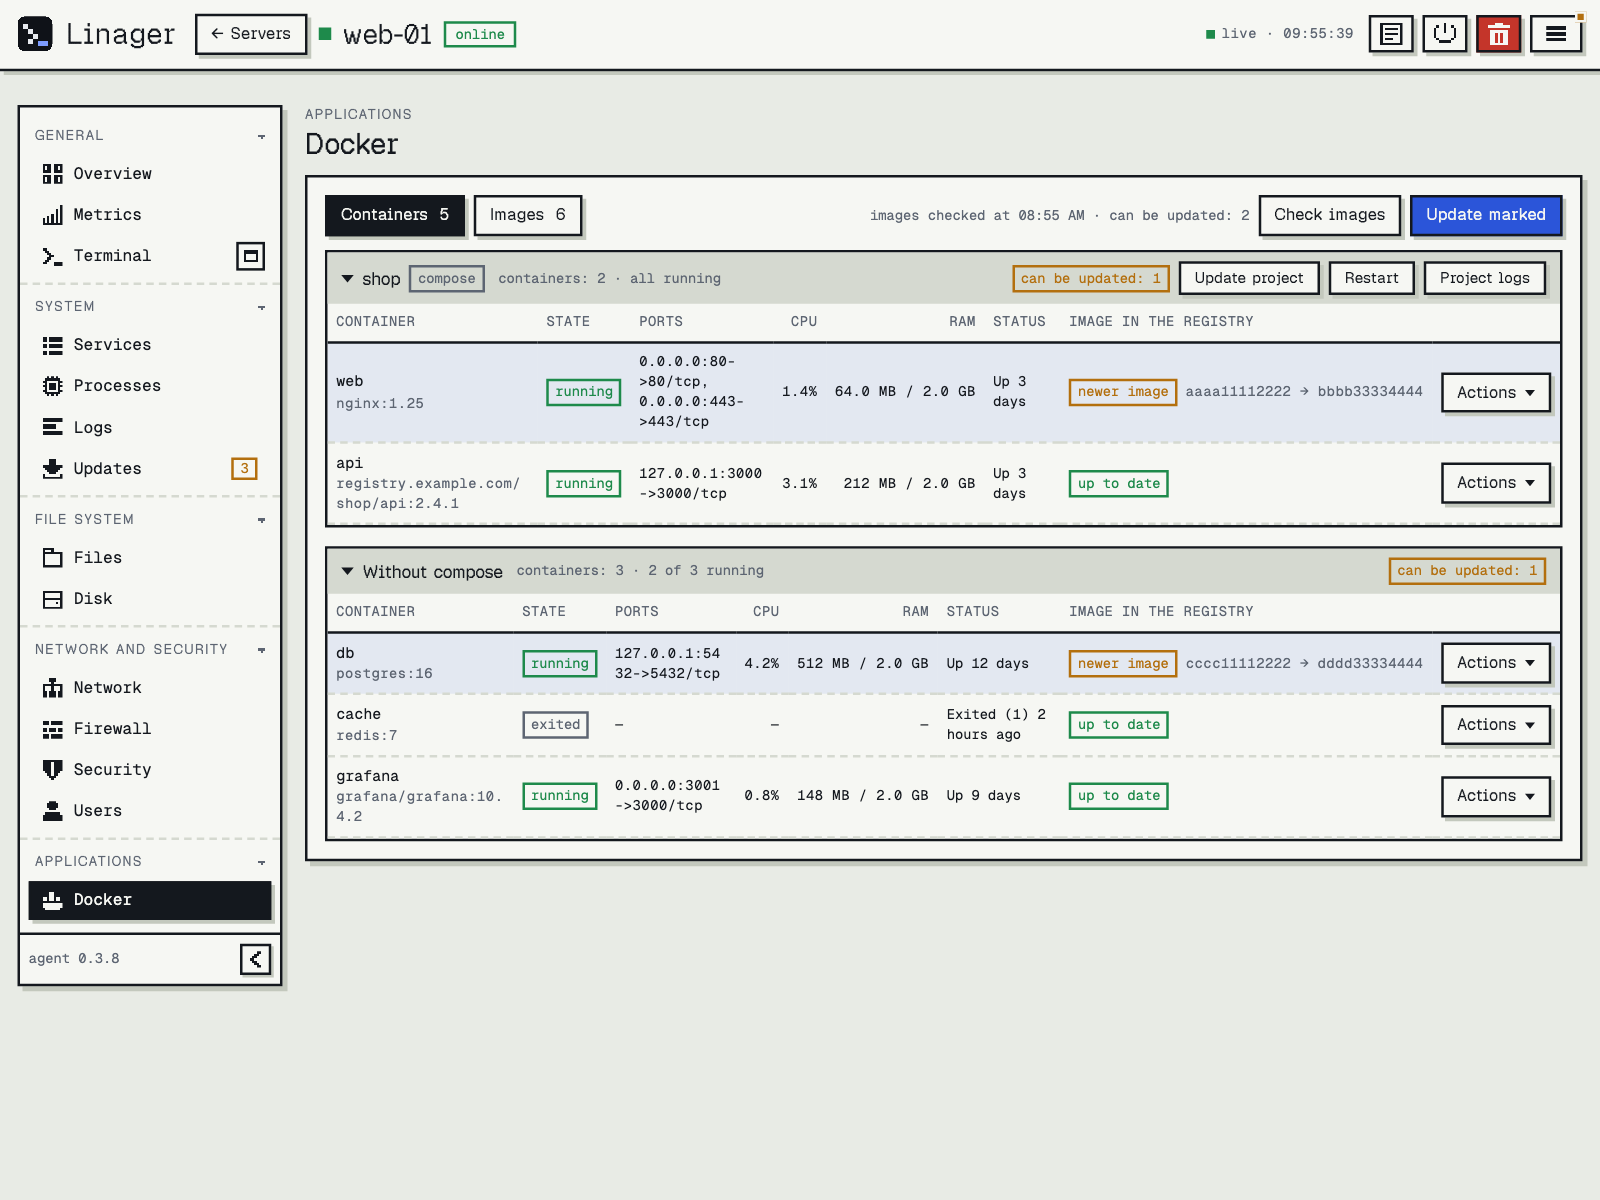 Linager
← Servers
web-01
online
live · 09:55:39
GENERAL
Overview
Metrics
Terminal
SYSTEM
Services
Processes
Logs
Updates 3
FILE SYSTEM
Files
Disk
NETWORK AND SECURITY
Network
Firewall
Security
Users
APPLICATIONS
Docker
agent 0.3.8
APPLICATIONS
Docker
Containers 5
Images 6
images checked at 08:55 AM · can be updated: 2
Check images
Update marked
shop compose containers: 2 · all running
can be updated: 1
Update project
Restart
Project logs
CONTAINER STATE PORTS CPU RAM STATUS IMAGE IN THE REGISTRY
web
nginx:1.25
running
0.0.0.0:80-
>80/tcp,
0.0.0.0:443-
>443/tcp
1.4% 64.0 MB / 2.0 GB
Up 3
days
newer image aaaa11112222 → bbbb33334444
Actions
api
registry.example.com/
shop/api:2.4.1
running
127.0.0.1:3000
->3000/tcp
3.1% 212 MB / 2.0 GB
Up 3
days
up to date
Actions
Without compose containers: 3 · 2 of 3 running
can be updated: 1
CONTAINER STATE PORTS CPU RAM STATUS IMAGE IN THE REGISTRY
db
postgres:16
running
127.0.0.1:54
32->5432/tcp
4.2% 512 MB / 2.0 GB Up 12 days
newer image cccc11112222 → dddd33334444
Actions
cache
redis:7
exited
— — —
Exited (1) 2
hours ago
up to date
Actions
grafana
grafana/grafana:10.
4.2
running
0.0.0.0:3001
->3000/tcp
0.8% 148 MB / 2.0 GB Up 9 days
up to date
Actions